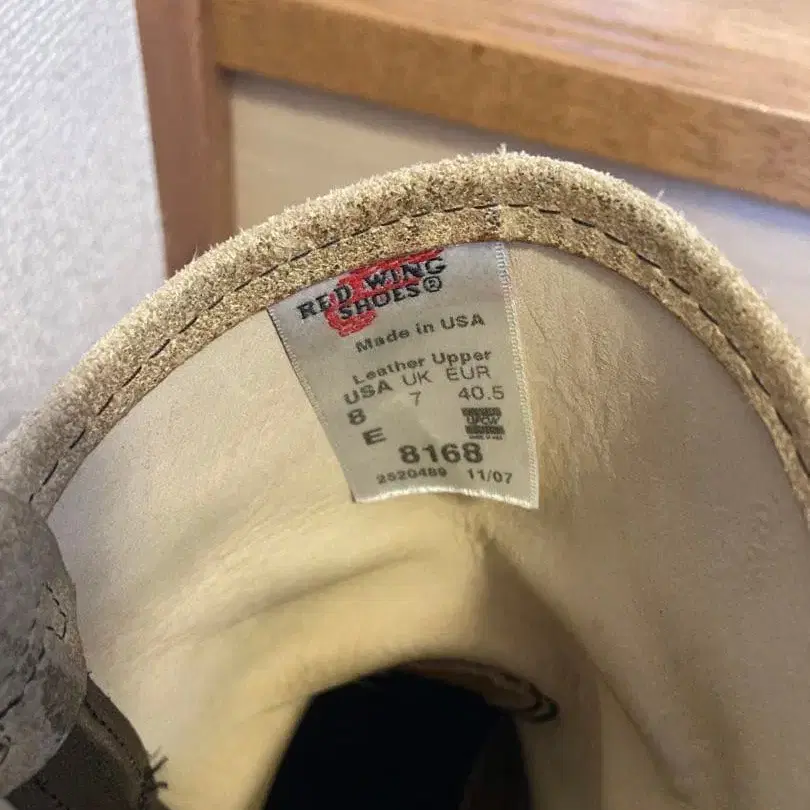 RED WING
SHOES®
Made in USA
Leather Upper
USA UK EUR
8 7 40.5
E
UFCW
8168
2520489 11/07